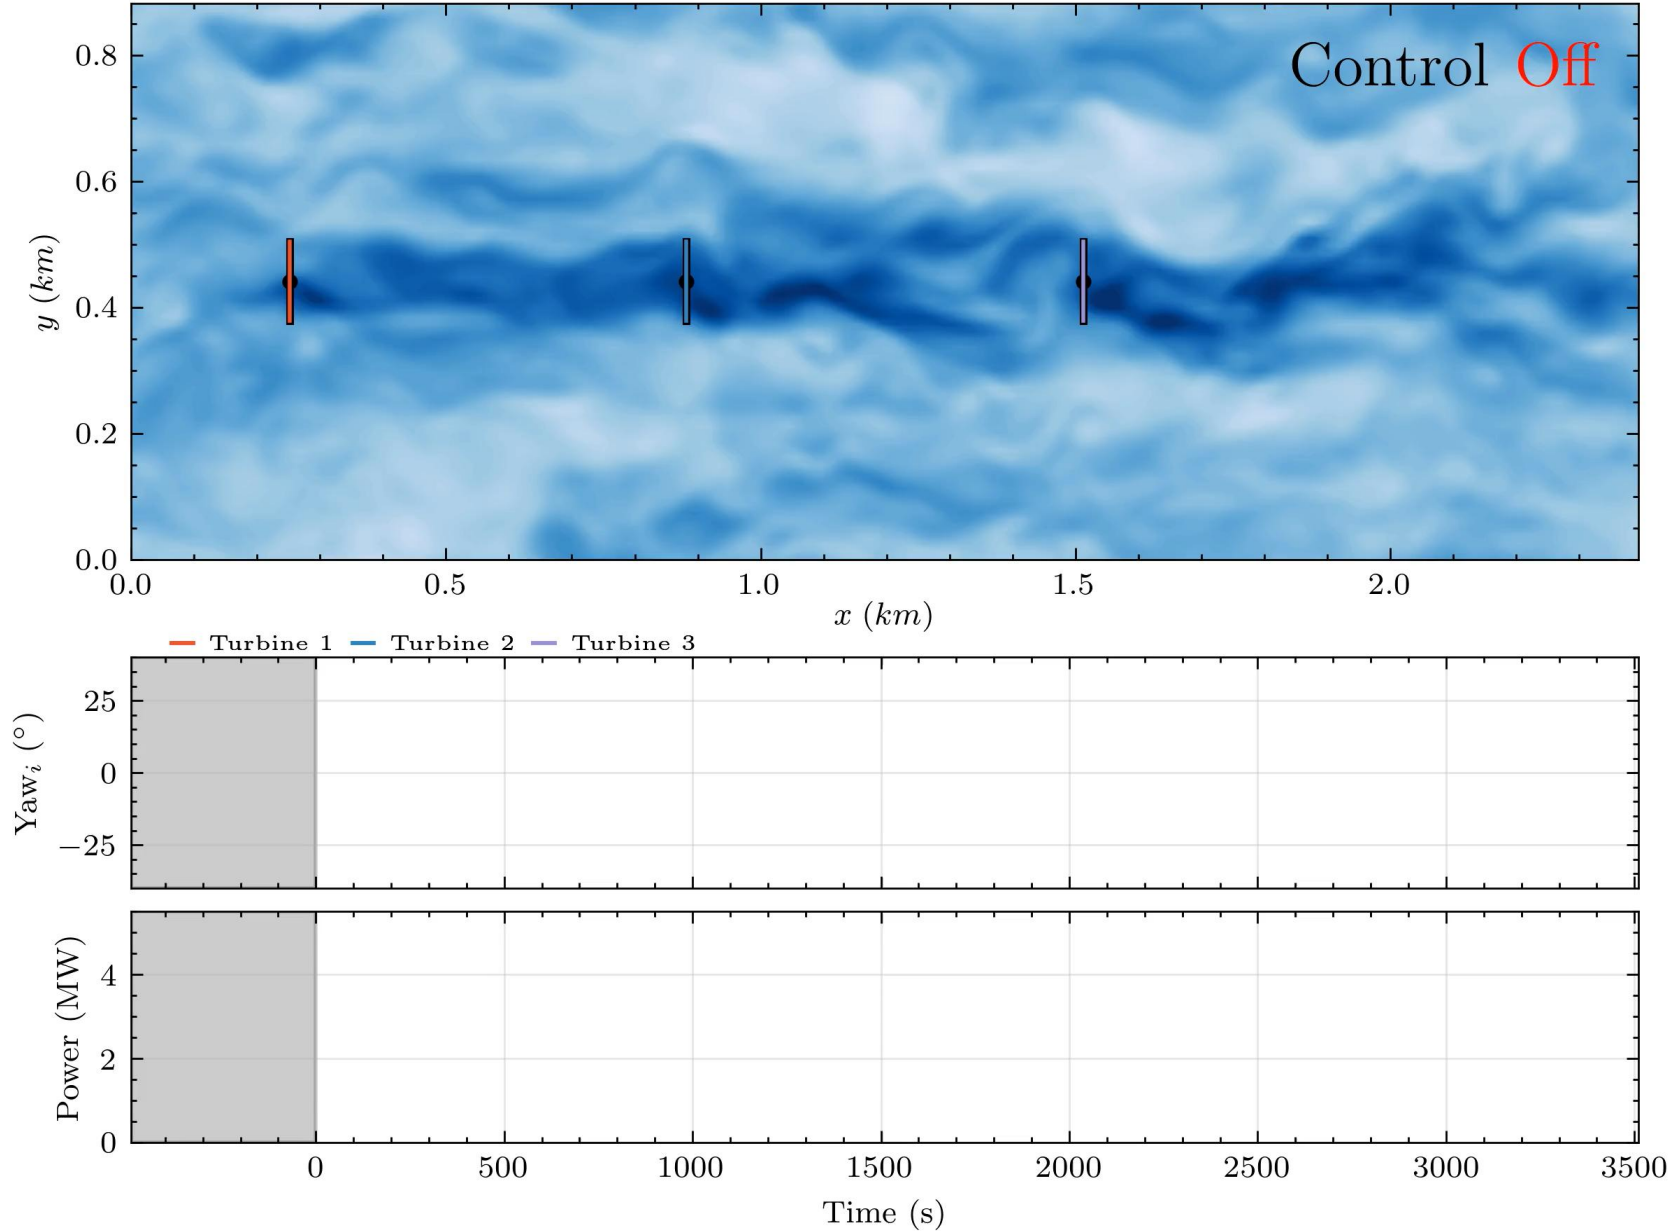 Control Off
0.8
0.6
0.4
0.2
0.0
y (km)
0.0 0.5 1.0 1.5 2.0
x (km)
Turbine 1 Turbine 2 Turbine 3
25
0
−25
Yawᵢ (°)
4
2
0
Power (MW)
0 500 1000 1500 2000 2500 3000 3500
Time (s)